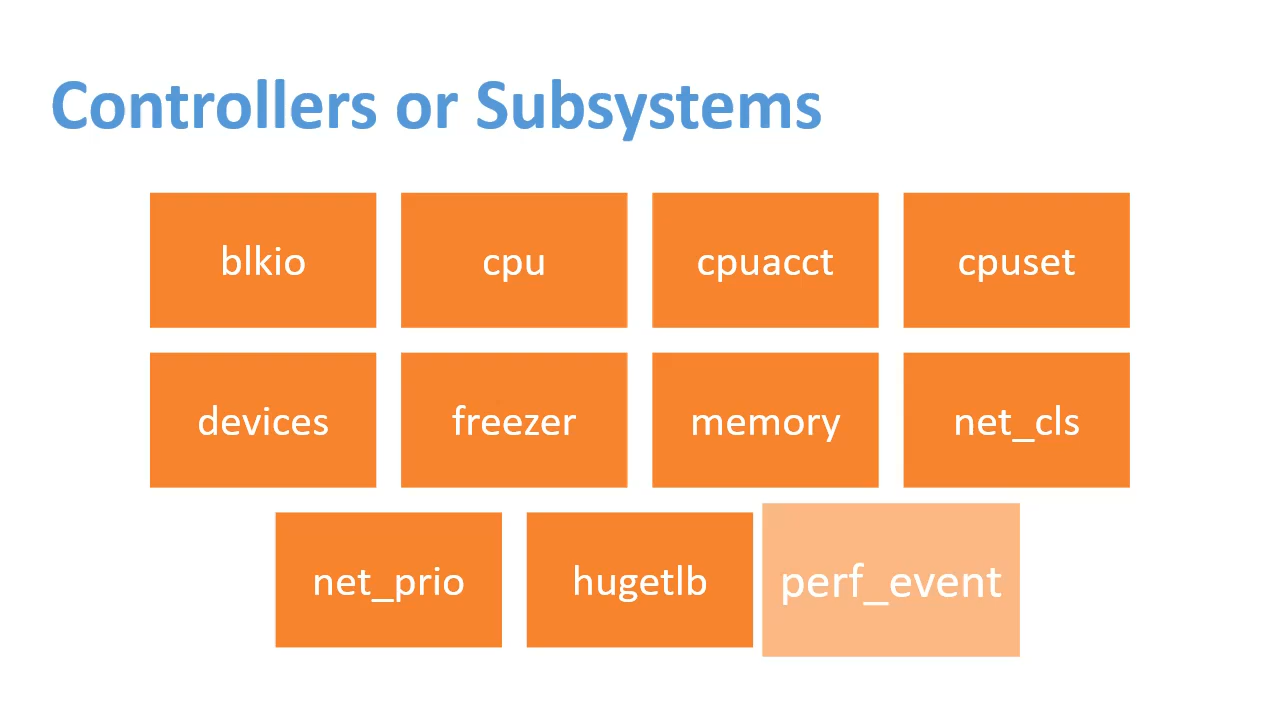 Controllers or Subsystems
blkio
cpu
cpuacct
cpuset
devices
freezer
memory
net_cls
net_prio
hugetlb
perf_event